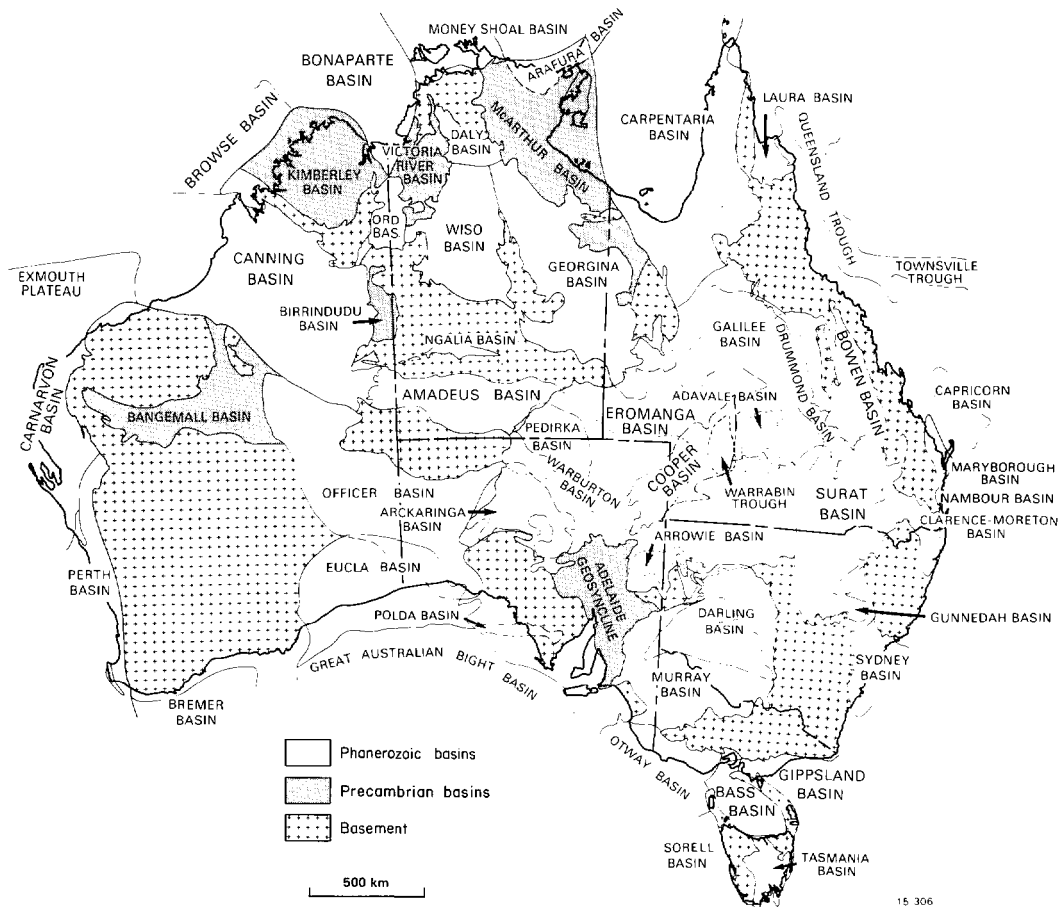 MONEY SHOAL BASIN
ARAFURA BASIN
BONAPARTE
BASIN
BROWSE BASIN
McARTHUR BASIN
CARPENTARIA
BASIN
LAURA BASIN
QUEENSLAND TROUGH
DALY
BASIN
VICTORIA
RIVER
BASIN
KIMBERLEY
BASIN
ORD
BAS.
WISO
BASIN
CANNING
BASIN
GEORGINA
BASIN
EXMOUTH
PLATEAU
TOWNSVILLE
TROUGH
BIRRINDUDU
BASIN
NGALIA BASIN
GALILEE
BASIN
DRUMMOND BASIN
BOWEN BASIN
CARNARVON
BASIN
BANGEMALL BASIN
AMADEUS BASIN
ADAVALE BASIN
CAPRICORN
BASIN
EROMANGA
BASIN
PEDIRKA
BASIN
WARBURTON
BASIN
COOPER
BASIN
MARYBOROUGH
BASIN
WARRABIN
TROUGH
SURAT
BASIN
NAMBOUR BASIN
OFFICER BASIN
ARCKARINGA
BASIN
CLARENCE-MORETON
BASIN
ARROWIE BASIN
EUCLA BASIN
PERTH
BASIN
ADELAIDE
GEOSYNCLINE
POLDA BASIN
DARLING
BASIN
GUNNEDAH BASIN
GREAT AUSTRALIAN BIGHT BASIN
SYDNEY
BASIN
MURRAY
BASIN
BREMER
BASIN
OTWAY BASIN
GIPPSLAND
BASIN
BASS
BASIN
Phanerozoic basins
Precambrian basins
Basement
SORELL
BASIN
TASMANIA
BASIN
500 km
15 306